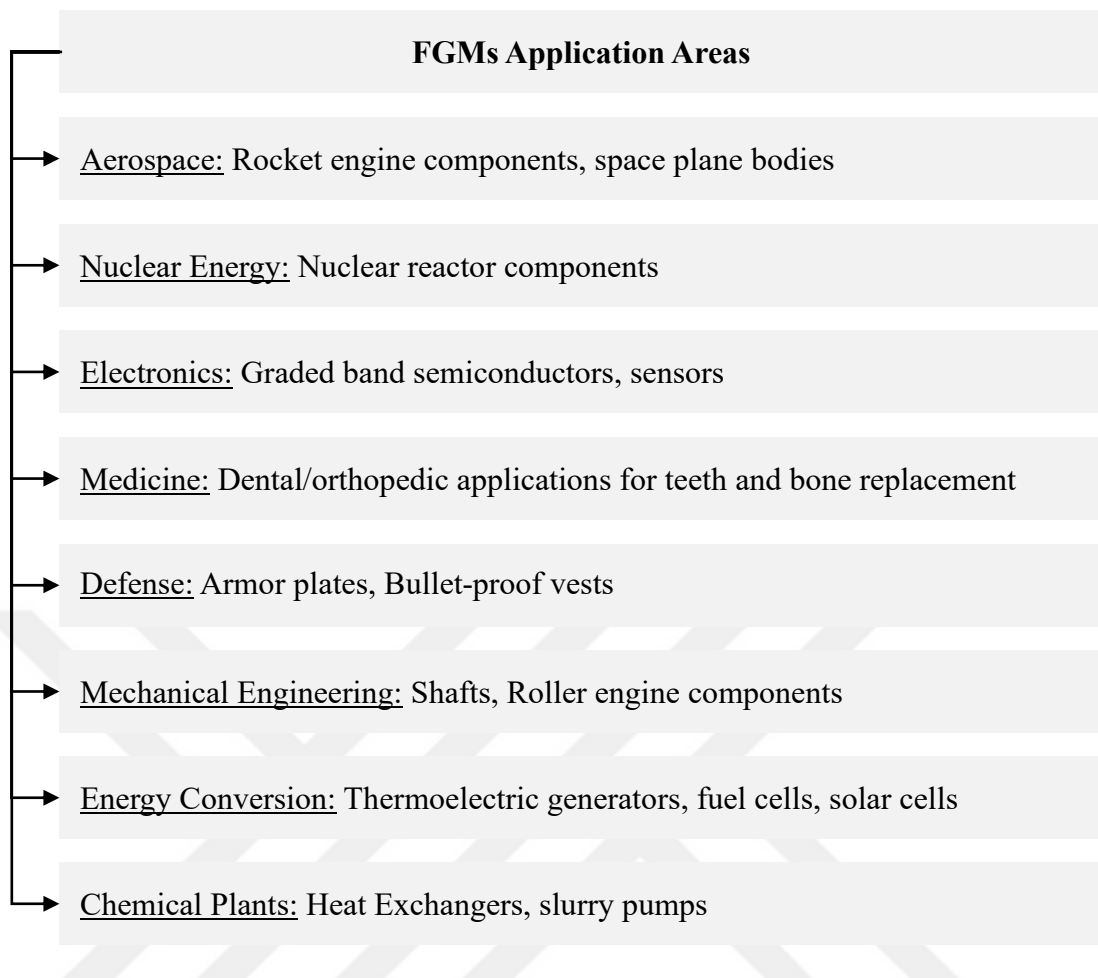 FGMs Application Areas
Aerospace: Rocket engine components, space plane bodies
Nuclear Energy: Nuclear reactor components
Electronics: Graded band semiconductors, sensors
Medicine: Dental/orthopedic applications for teeth and bone replacement
Defense: Armor plates, Bullet-proof vests
Mechanical Engineering: Shafts, Roller engine components
Energy Conversion: Thermoelectric generators, fuel cells, solar cells
Chemical Plants: Heat Exchangers, slurry pumps